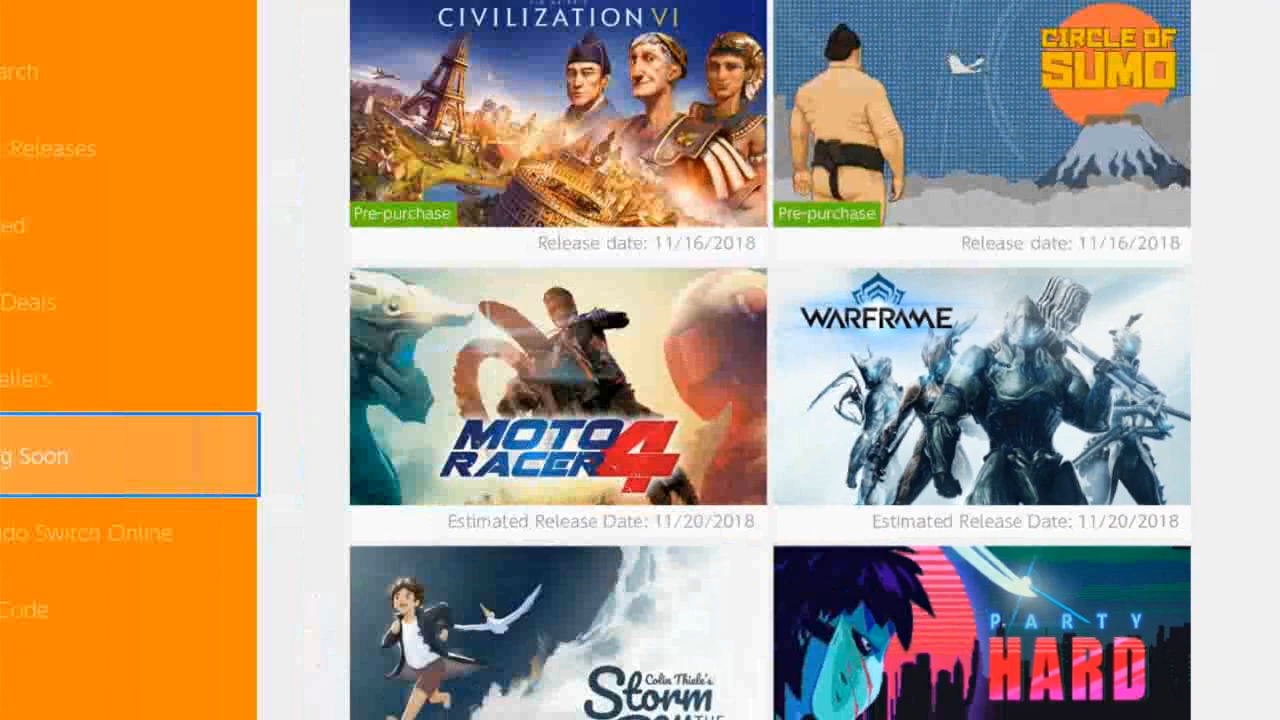 CIVILIZATION VI
CIRCLE OF
SUMO
arch
Releases
Pre-purchase
Pre-purchase
ed
Release date: 11/16/2018
Release date: 11/16/2018
Deals
WARFRAME
ellers
MOTO
RACER 4
g Soon
Estimated Release Date: 11/20/2018
Estimated Release Date: 11/20/2018
do Switch Online
Code
PARTY
HARD
Colin Thiele's
Storm
THE